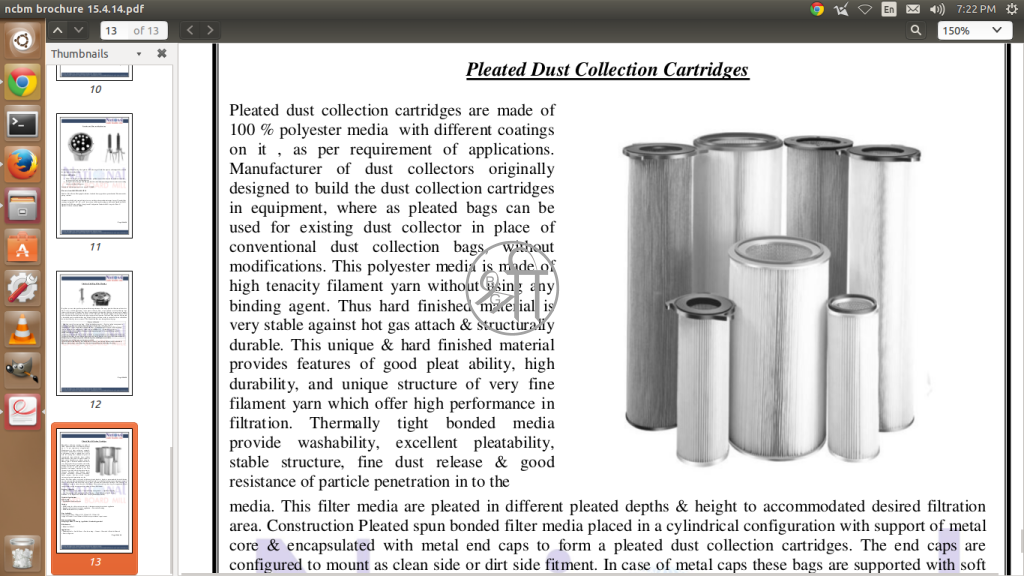 ncbm brochure 15.4.14.pdf
En
7:22 PM
13 of 13
150%
Thumbnails
10
11
12
13
Pleated Dust Collection Cartridges
Pleated dust collection cartridges are made of
100 % polyester media with different coatings
on it , as per requirement of applications.
Manufacturer of dust collectors originally
designed to build the dust collection cartridges
in equipment, where as pleated bags can be
used for existing dust collector in place of
conventional dust collection bags, without
modifications. This polyester media is made of
high tenacity filament yarn without using any
binding agent. Thus hard finished material is
very stable against hot gas attach & structurally
durable. This unique & hard finished material
provides features of good pleat ability, high
durability, and unique structure of very fine
filament yarn which offer high performance in
filtration. Thermally tight bonded media
provide washability, excellent pleatability,
stable structure, fine dust release & good
resistance of particle penetration in to the
media. This filter media are pleated in different pleated depths & height to accommodated desired filtration
area. Construction Pleated spun bonded filter media placed in a cylindrical configuration with support of metal
core & encapsulated with metal end caps to form a pleated dust collection cartridges. The end caps are
configured to mount as clean side or dirt side fitment. In case of metal caps these bags are supported with soft
श्री